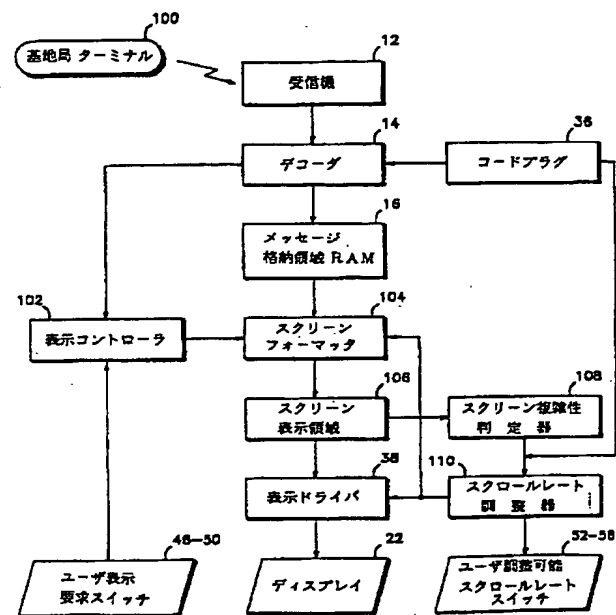 100
基地局 ターミナル
12
受信機
14
デコーダ
36
コードプラグ
16
メッセージ
格納領域 RAM
102
表示コントローラ
104
スクリーン
フォーマッタ
106
スクリーン
表示領域
108
スクリーン複雑性
判 定 器
38
表示ドライバ
110
スクロールレート
調 整 器
46-50
ユーザ表示
要求スイッチ
22
ディスプレイ
52-58
ユーザ調整可能
スクロールレート
スイッチ